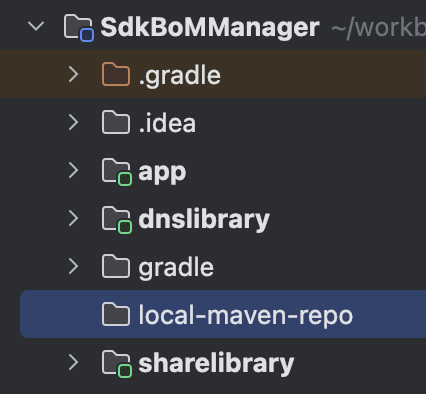 SdkBoMManager ~/workb
.gradle
.idea
app
dnslibrary
gradle
local-maven-repo
sharelibrary